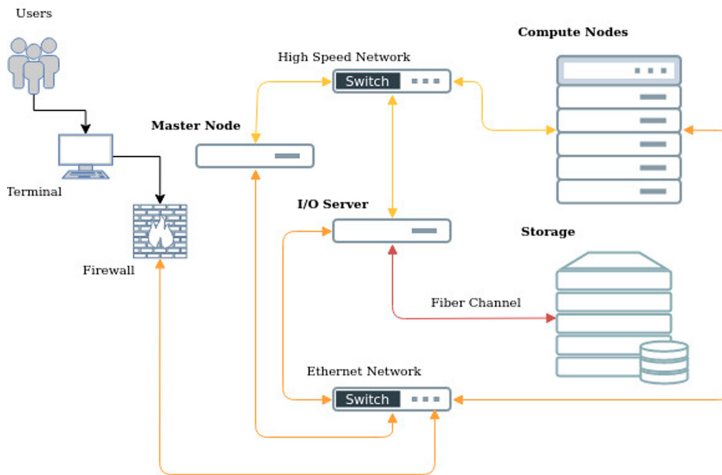 Users
Compute Nodes
High Speed Network
Switch
Master Node
Terminal
I/O Server
Storage
Firewall
Fiber Channel
Ethernet Network
Switch